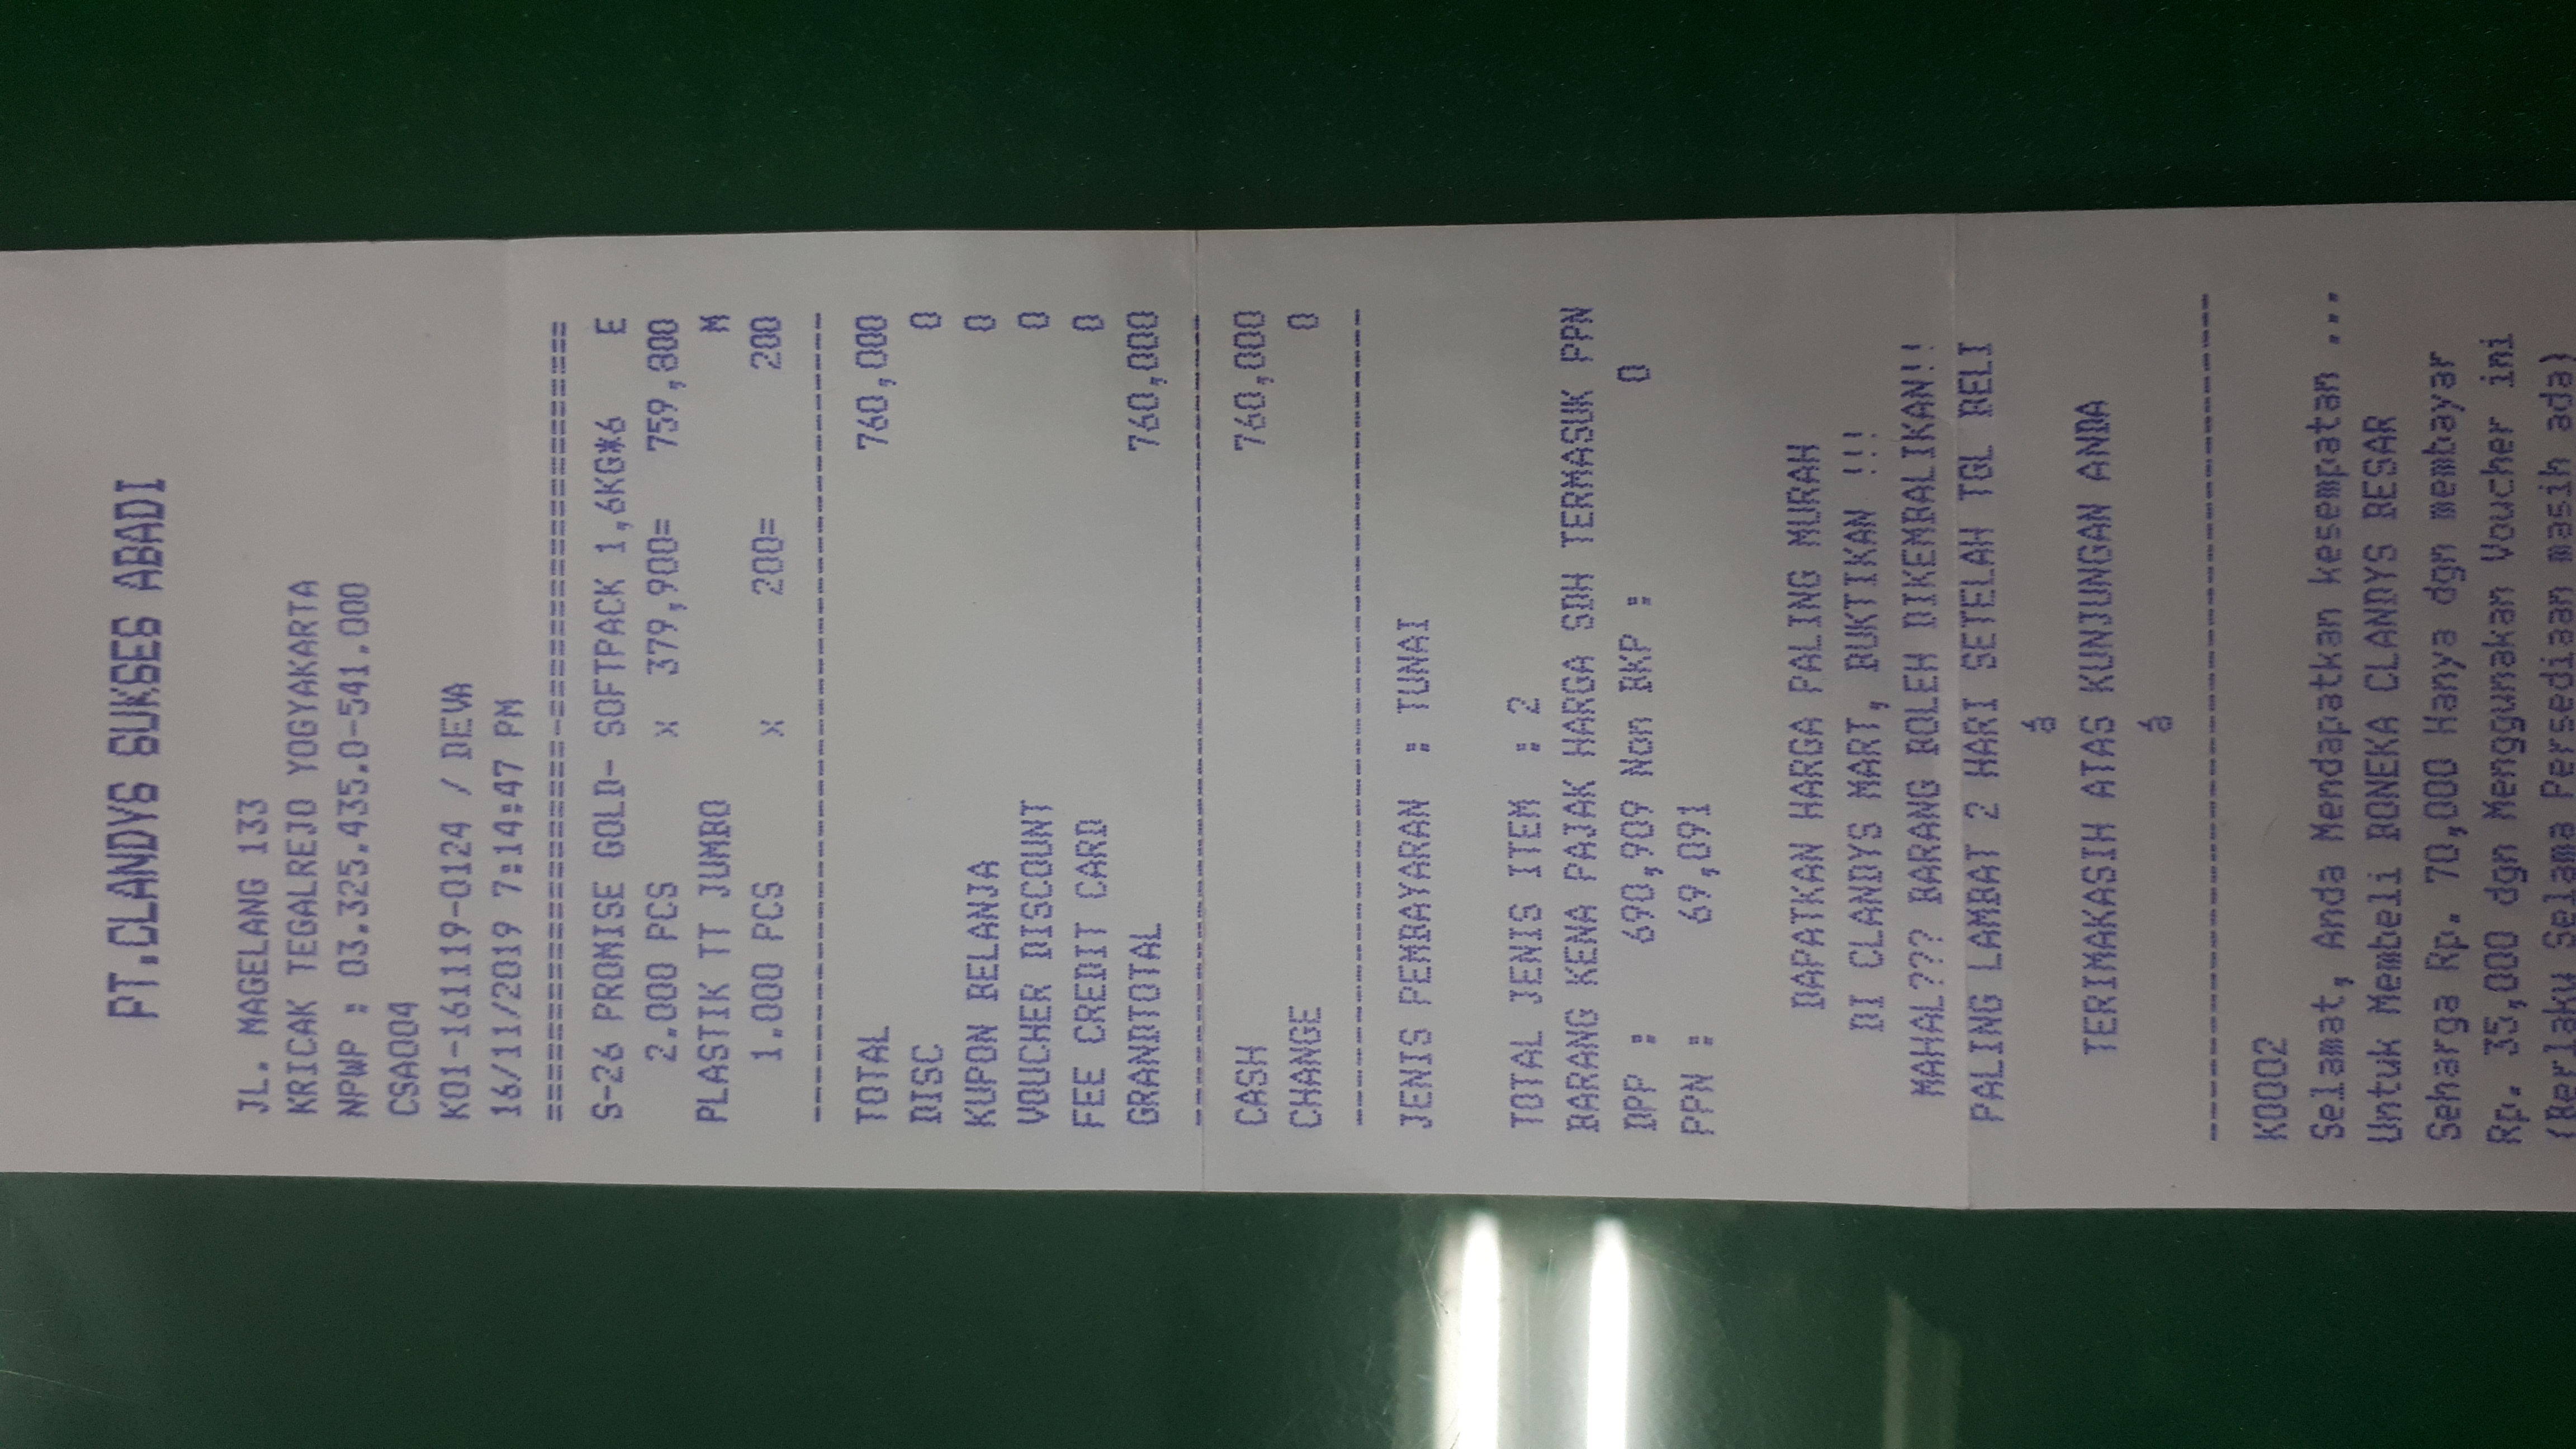 PT.CLANDYS SUKSES ABADI
JL. MAGELANG 133
KRICAK TEGALREJO YOGYAKARTA
NPWP : 03.325.435.0-541.000
CSA004
K01-161119-0124 / DEVA
16/11/2019 7:14:47 PM
===================-====================
S-26 PROMISE GOLD- SOFTPACK 1,6KG*6 E
2.000 PCS x 379,900= 759,800
PLASTIK TT JUMBO M
1.000 PCS x 200= 200
----------------------------------------
TOTAL 760,000
DISC 0
KUPON BELANJA 0
VOUCHER DISCOUNT 0
FEE CREDIT CARD 0
GRANDTOTAL 760,000
----------------------------------------
CASH 760,000
CHANGE 0
----------------------------------------
JENIS PEMBAYARAN : TUNAI
TOTAL JENIS ITEM : 2
BARANG KENA PAJAK HARGA SDH TERMASUK PPN
DPP : 690,909 Non BKP : 0
PPN : 69,091
DAPATKAN HARGA PALING MURAH
DI CLANDYS MART, BUKTIKAN !!!
MAHAL??? BARANG BOLEH DIKEMBALIKAN!!
PALING LAMBAT 2 HARI SETELAH TGL BELI
á
TERIMAKASIH ATAS KUNJUNGAN ANDA
á
----------------------------------------
K0002
Selamat, Anda Mendapatkan kesempatan ...
Untuk Membeli BONEKA CLANDYS BESAR
Seharga Rp. 70,000 Hanya dgn membayar
Rp. 35,000 dgn Menggunakan Voucher ini
(Berlaku Selama Persediaan masih ada)